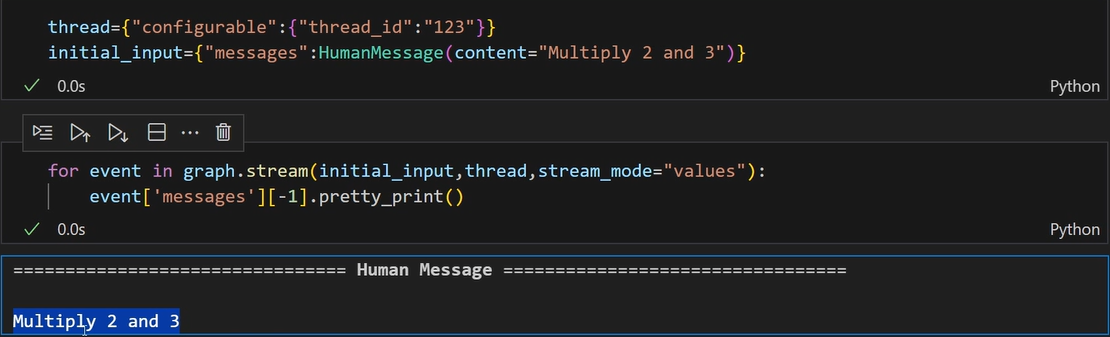 thread={"configurable":{"thread_id":"123"}}
initial_input={"messages":HumanMessage(content="Multiply 2 and 3")}
0.0s
Python
for event in graph.stream(initial_input,thread,stream_mode="values"):
event['messages'][-1].pretty_print()
0.0s
Python
================================ Human Message =================================
Multiply 2 and 3